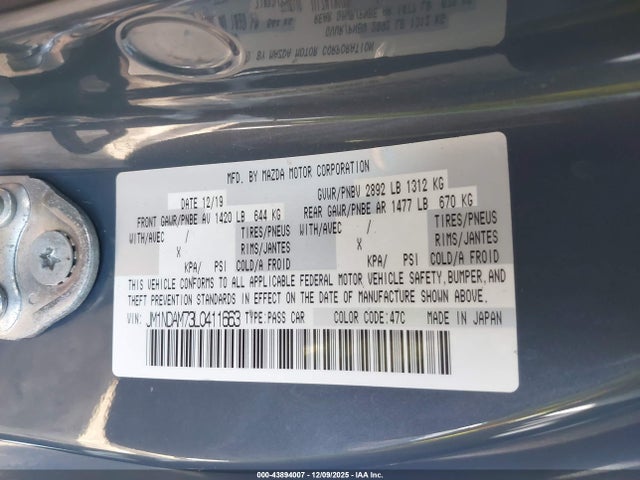 MFD. BY MAZDA MOTOR CORPORATION
DATE 12/19 GVWR/PNBV 2892 LB 1312 KG
FRONT GAWR/PNBE AV 1420 LB 644 KG REAR GAWR/PNBE AR 1477 LB 670 KG
WITH/AVEC / TIRES/PNEUS WITH/AVEC / TIRES/PNEUS
X RIMS/JANTES X RIMS/JANTES
KPA/ PSI COLD/A FROID KPA/ PSI COLD/A FROID
THIS VEHICLE CONFORMS TO ALL APPLICABLE FEDERAL MOTOR VEHICLE SAFETY, BUMPER, AND
THEFT PREVENTION STANDARDS IN EFFECT ON THE DATE OF MANUFACTURE SHOWN ABOVE.
VIN: JM1NDAM73L0411663 TYPE: PASS CAR COLOR CODE: 47C MADE IN JAPAN
000-43894007 - 12/09/2025 - IAA Inc.